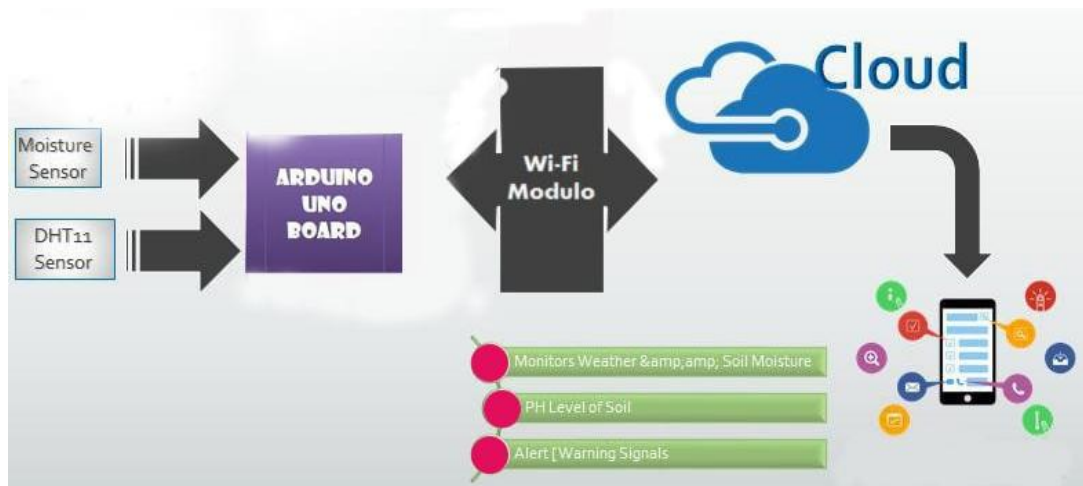 Moisture
Sensor
DHT11
Sensor
ARDUINO
UNO
BOARD
Wi-Fi
Modulo
Cloud
Monitors Weather &amp;amp,amp; Soil Moisture
PH Level of Soil
Alert [Warning Signals